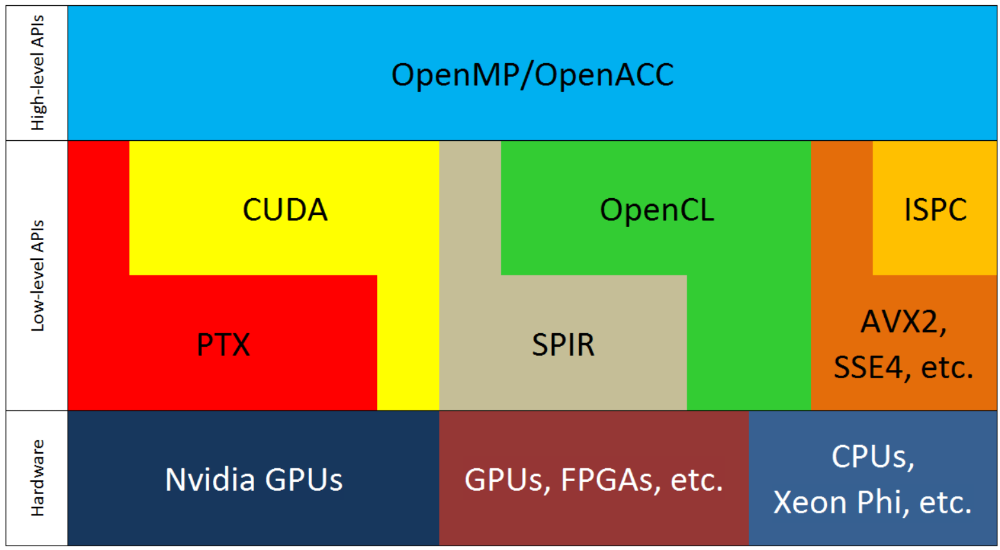 High-level APIs
OpenMP/OpenACC
Low-level APIs
CUDA
OpenCL
ISPC
PTX
SPIR
AVX2,
SSE4, etc.
Hardware
Nvidia GPUs
GPUs, FPGAs, etc.
CPUs,
Xeon Phi, etc.